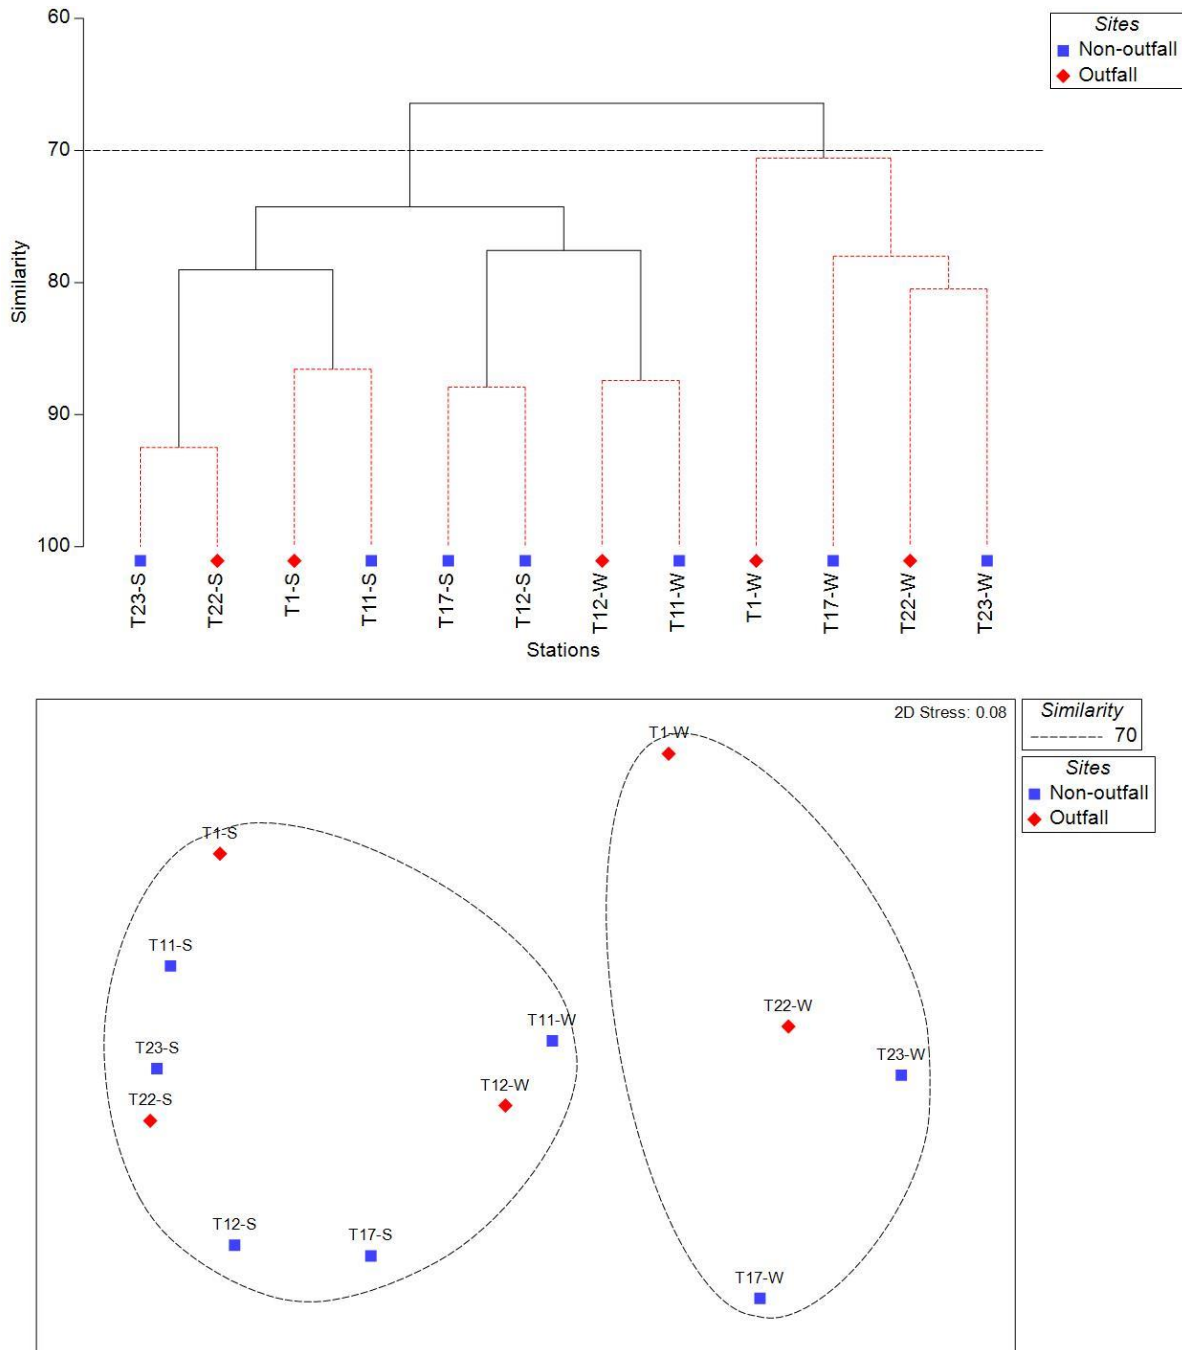 60
70
80
90
100
Similarity
Sites
Non-outfall
Outfall
T23-S
T22-S
T1-S
T11-S
T17-S
T12-S
T12-W
T11-W
T1-W
T17-W
T22-W
T23-W
Stations
2D Stress: 0.08
Similarity
70
Sites
Non-outfall
Outfall
T1-W
T1-S
T11-S
T22-W
T11-W
T23-S
T23-W
T12-W
T22-S
T12-S
T17-S
T17-W